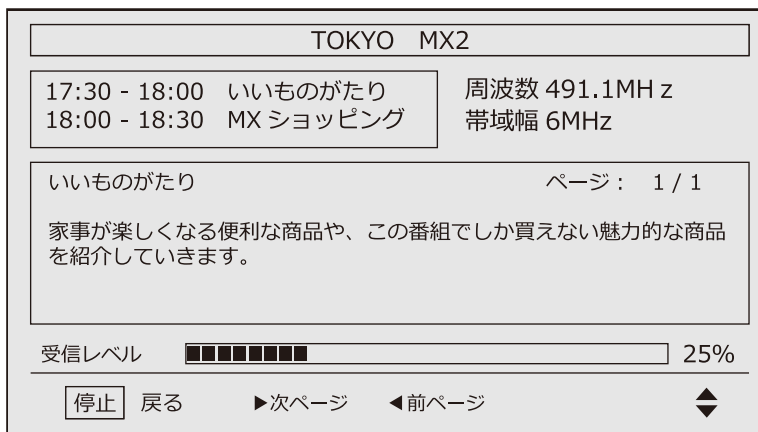 TOKYO MX2
17:30 - 18:00 いいものがたり
18:00 - 18:30 MX ショッピング
周波数 491.1MH z
帯域幅 6MHz
いいものがたり ページ : 1 / 1
家事が楽しくなる便利な商品や、この番組でしか買えない魅力的な商品
を紹介していきます。
受信レベル 25%
停止 戻る ▶次ページ ◀前ページ